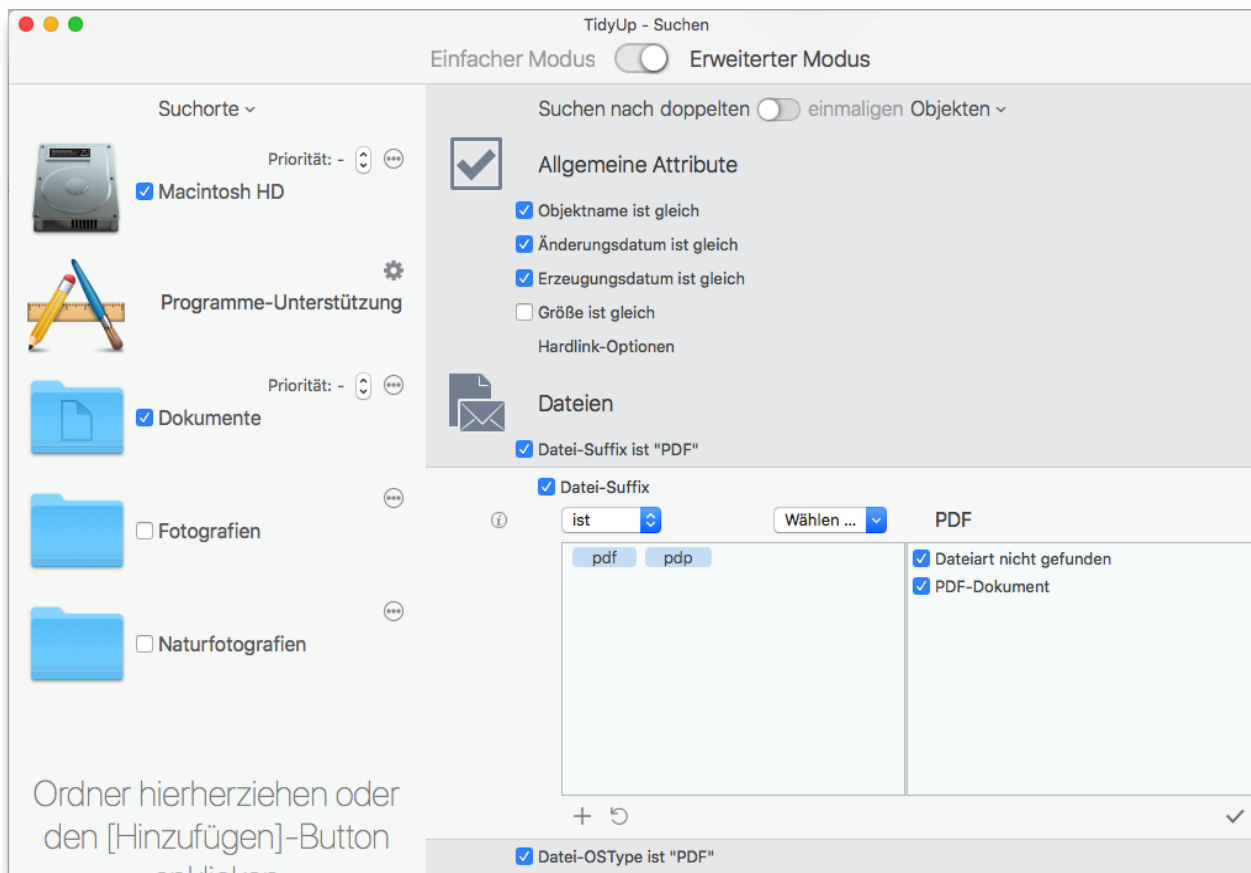 TidyUp - Suchen
Einfacher Modus Erweiterter Modus
Suchorte
Priorität: -
Macintosh HD
Programme-Unterstützung
Priorität: -
Dokumente
Fotografien
Naturfotografien
Ordner hierherziehen oder
den [Hinzufügen]-Button
Suchen nach doppelten einmaligen Objekten
Allgemeine Attribute
Objektname ist gleich
Änderungsdatum ist gleich
Erzeugungsdatum ist gleich
Größe ist gleich
Hardlink-Optionen
Dateien
Datei-Suffix ist "PDF"
Datei-Suffix
ist Wählen ... PDF
pdf pdp
Dateiart nicht gefunden
PDF-Dokument
Datei-OSType ist "PDF"